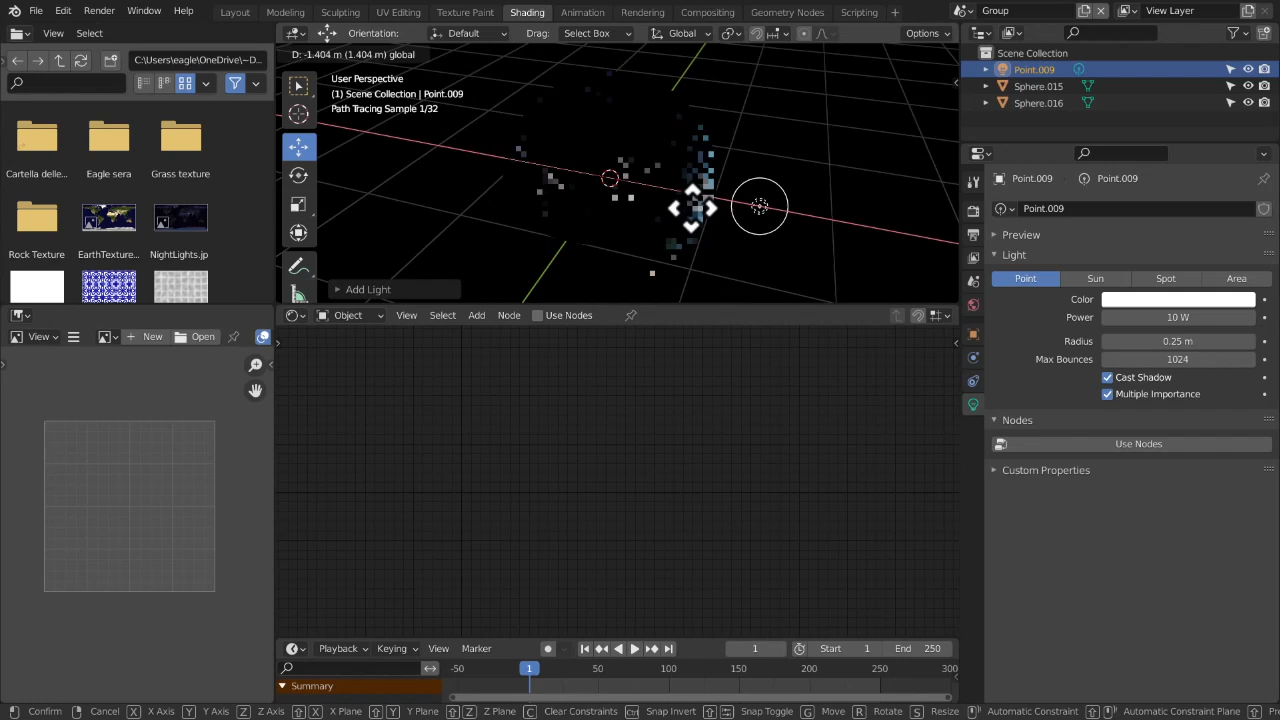 File Edit Render Window Help
Layout Modeling Sculpting UV Editing Texture Paint Shading Animation Rendering Compositing Geometry Nodes Scripting +
Group View Layer
View Select
Orientation: Default Drag: Select Box Global Options
D: -1.404 m (1.404 m) global
C:\Users\eagle\OneDrive\~D...
User Perspective
(1) Scene Collection | Point.009
Path Tracing Sample 1/32
Cartella delle... Eagle sera Grass texture
Rock Texture EarthTexture... NightLights.jp
Add Light
Scene Collection
Point.009
Sphere.015
Sphere.016
Point.009 Point.009
Point.009
Preview
Light
Point Sun Spot Area
Color
Power 10 W
Radius 0.25 m
Max Bounces 1024
Cast Shadow
Multiple Importance
Nodes
Use Nodes
Custom Properties
Object View Select Add Node Use Nodes
View New Open
Playback Keying View Marker 1 Start 1 End 250
-50 1 50 100 150 200 250 300
Summary
Confirm Cancel X X Axis Y Y Axis Z Z Axis X X Plane Y Y Plane Z Z Plane C Clear Constraints Ctrl Snap Invert Snap Toggle G Move R Rotate S Resize Automatic Constraint Automatic Constraint Plane P